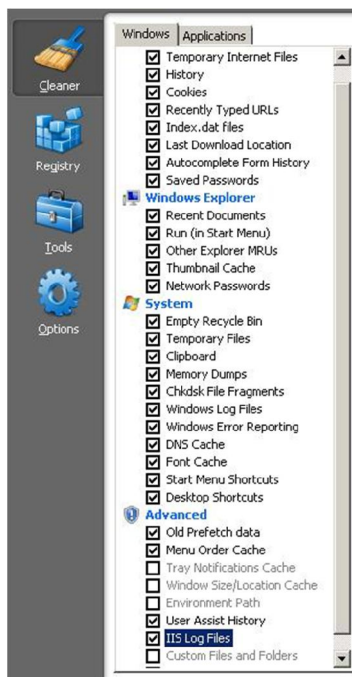 Cleaner
Registry
Tools
Options
Windows Applications
Temporary Internet Files
History
Cookies
Recently Typed URLs
Index.dat files
Last Download Location
Autocomplete Form History
Saved Passwords
Windows Explorer
Recent Documents
Run (in Start Menu)
Other Explorer MRUs
Thumbnail Cache
Network Passwords
System
Empty Recycle Bin
Temporary Files
Clipboard
Memory Dumps
Chkdsk File Fragments
Windows Log Files
Windows Error Reporting
DNS Cache
Font Cache
Start Menu Shortcuts
Desktop Shortcuts
Advanced
Old Prefetch data
Menu Order Cache
Tray Notifications Cache
Window Size/Location Cache
Environment Path
User Assist History
IIS Log Files
Custom Files and Folders